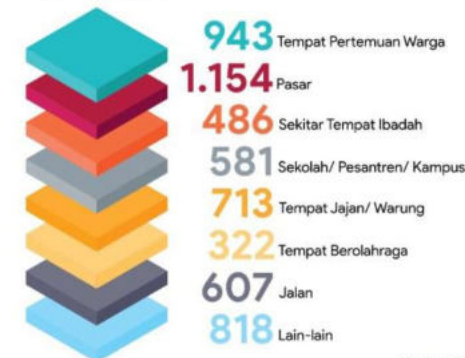 943 Tempat Pertemuan Warga
1.154 Pasar
486 Sekitar Tempat Ibadah
581 Sekolah/ Pesantren/ Kampus
713 Tempat Jajan/ Warung
322 Tempat Berolahraga
607 Jalan
818 Lain-lain